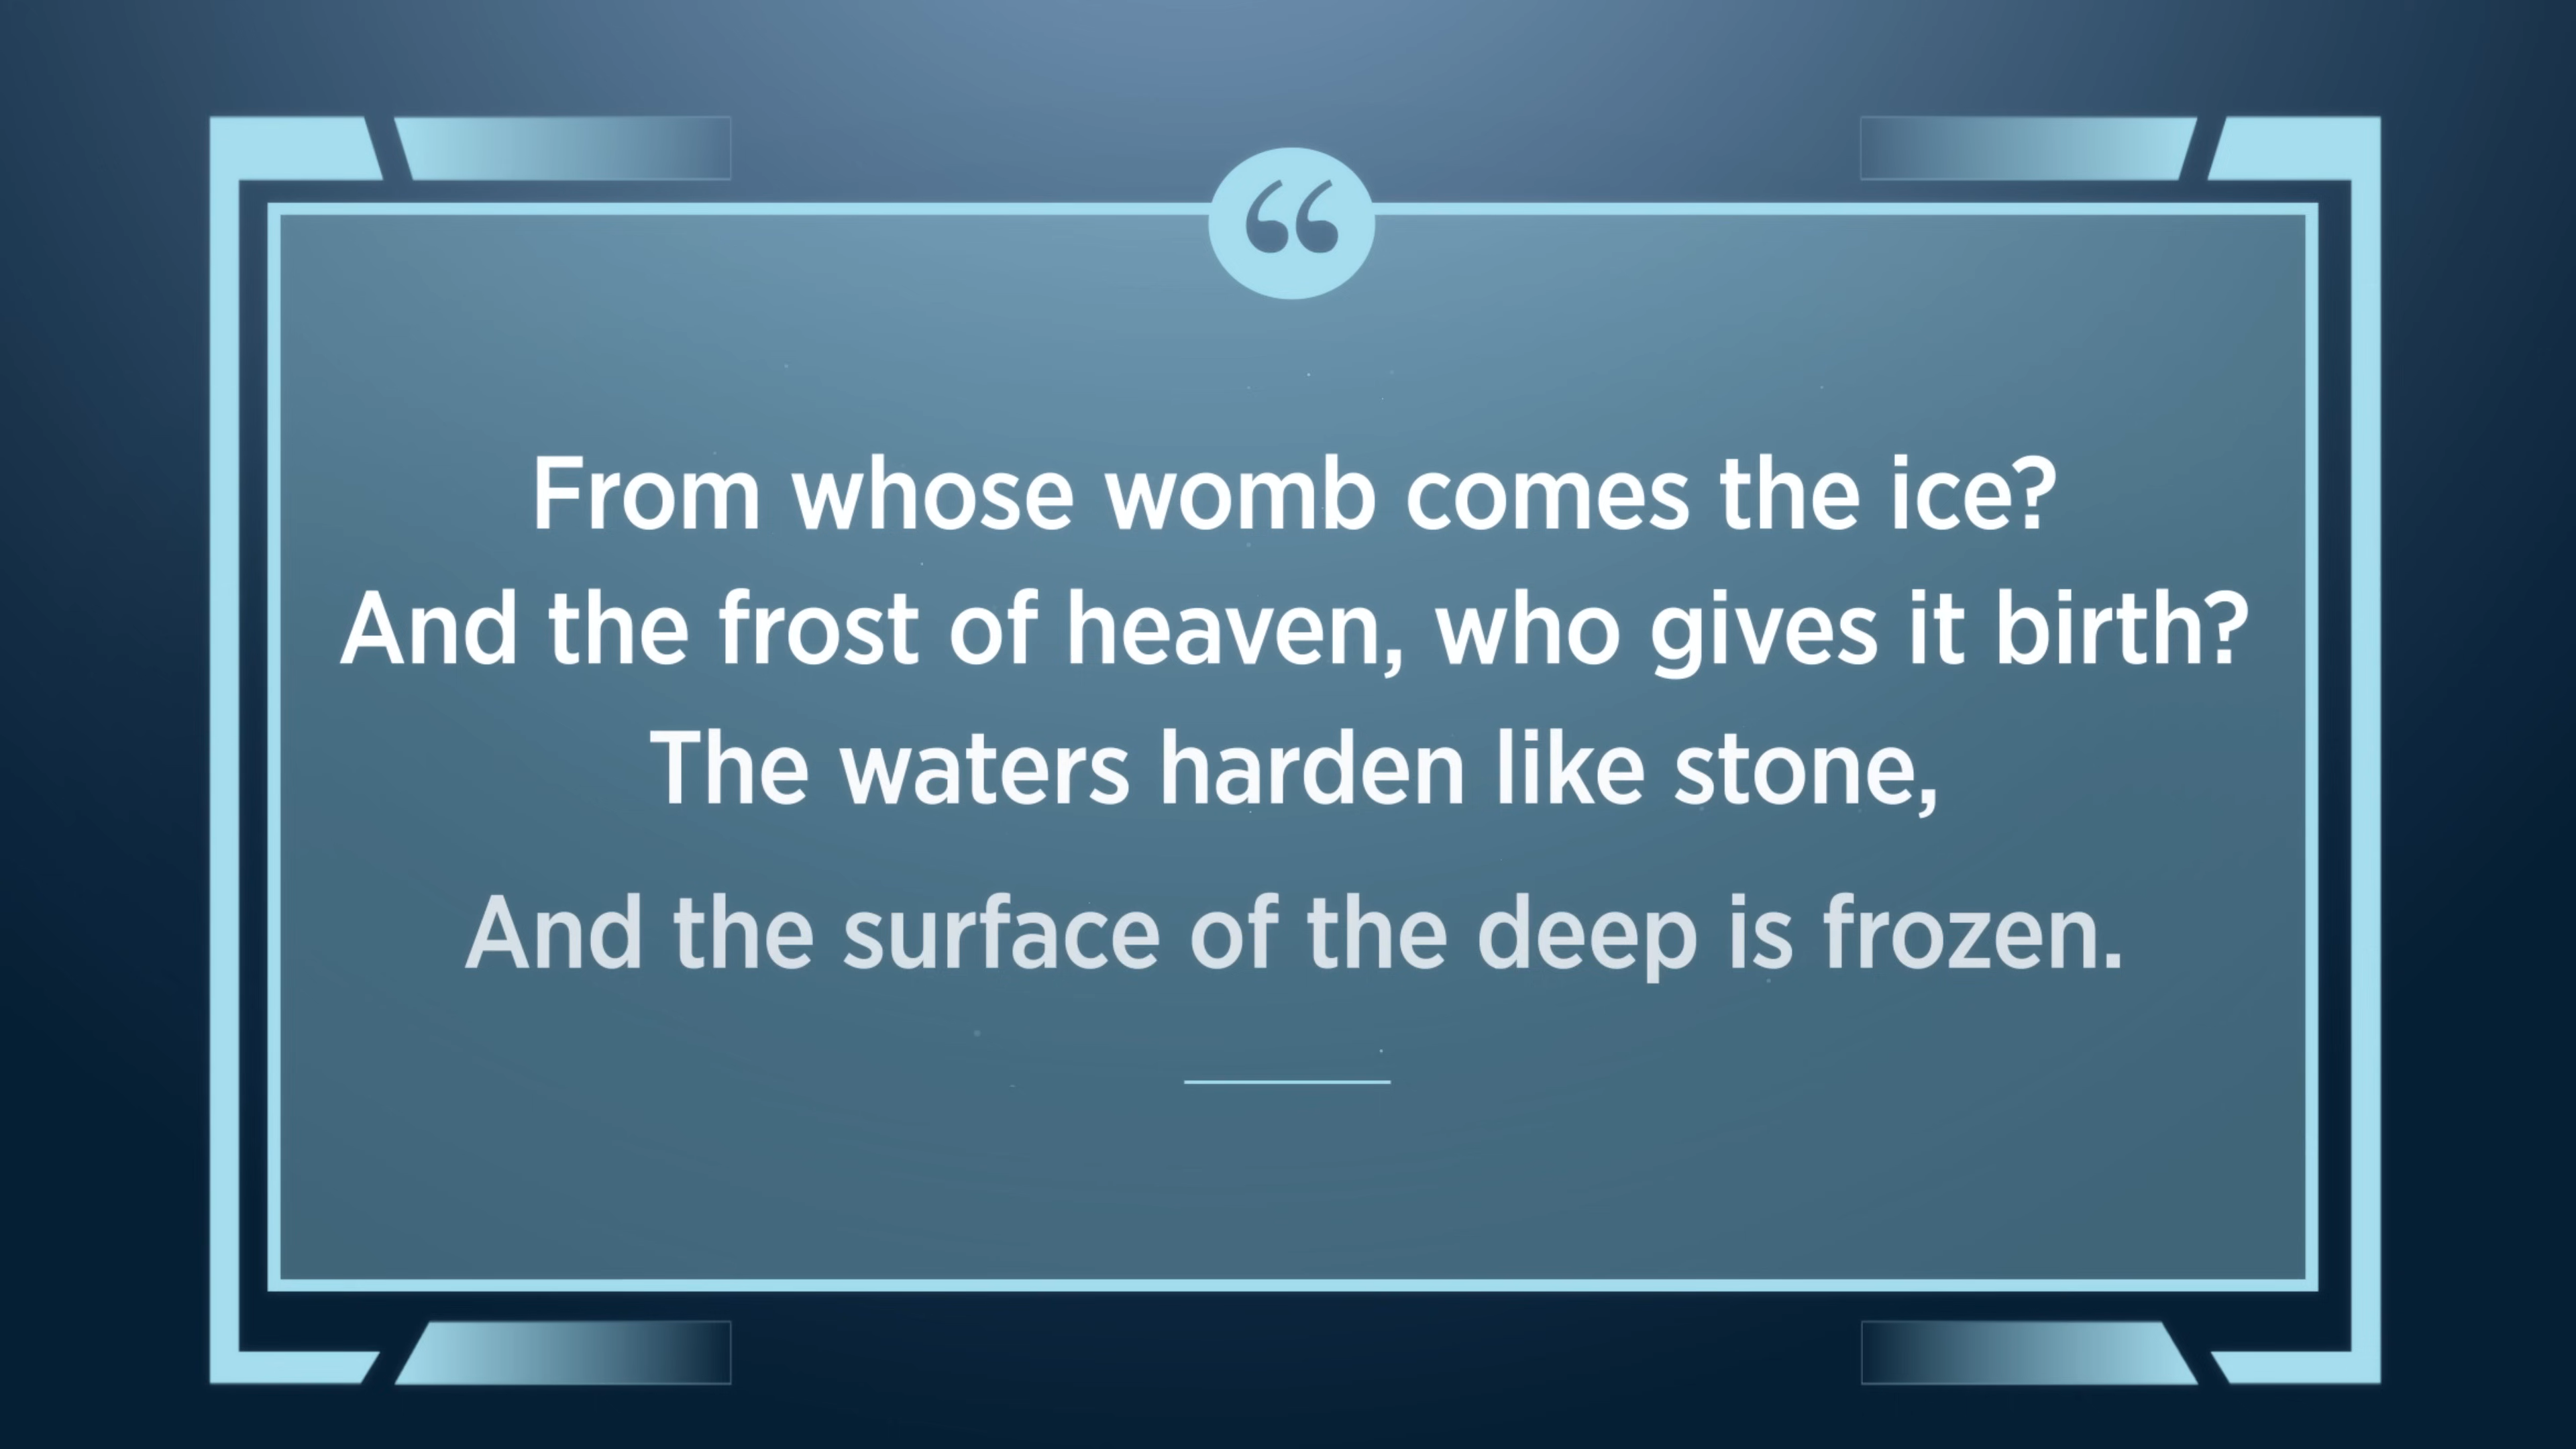 “
From whose womb comes the ice?
And the frost of heaven, who gives it birth?
The waters harden like stone,
And the surface of the deep is frozen.